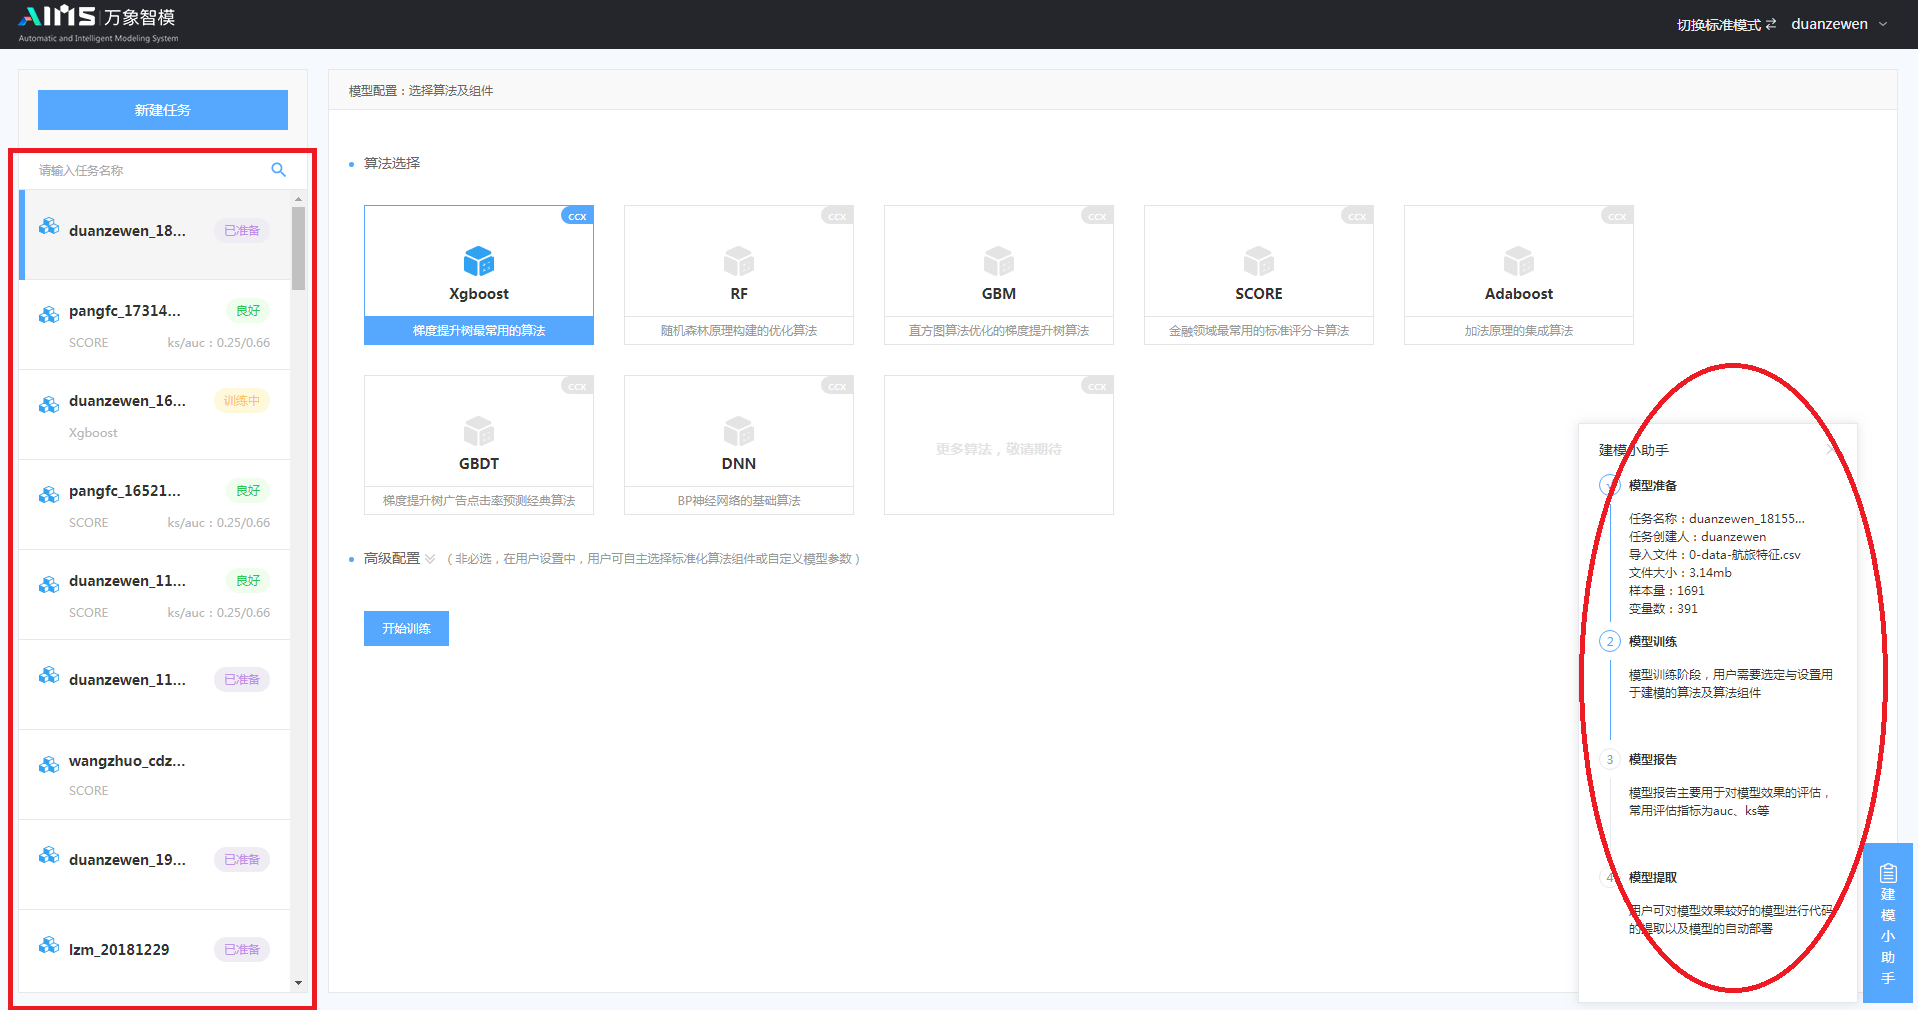 AIMS 万象智模
Automatic and Intelligent Modeling System
切换标准模式 duanzewen
新建任务
请输入任务名称
duanzewen_18... 已准备
pangfc_17314... 良好
SCORE ks/auc：0.25/0.66
duanzewen_16... 训练中
Xgboost
pangfc_16521... 良好
SCORE ks/auc：0.25/0.66
duanzewen_11... 良好
SCORE ks/auc：0.25/0.66
duanzewen_11... 已准备
wangzhuo_cdz...
SCORE
duanzewen_19... 已准备
lzm_20181229 已准备
模型配置：选择算法及组件
算法选择
ccx
Xgboost
梯度提升树最常用的算法
ccx
RF
随机森林原理构建的优化算法
ccx
GBM
直方图算法优化的梯度提升树算法
ccx
SCORE
金融领域最常用的标准评分卡算法
ccx
Adaboost
加法原理的集成算法
ccx
GBDT
梯度提升树广告点击率预测经典算法
ccx
DNN
BP神经网络的基础算法
ccx
更多算法，敬请期待
高级配置 （非必选，在用户设置中，用户可自主选择标准化算法组件或自定义模型参数）
开始训练
建模小助手
模型准备
任务名称：duanzewen_18155...
任务创建人：duanzewen
导入文件：0-data-航旅特征.csv
文件大小：3.14mb
样本量：1691
变量数：391
2 模型训练
模型训练阶段，用户需要选定与设置用
于建模的算法及算法组件
3 模型报告
模型报告主要用于对模型效果的评估，
常用评估指标为auc、ks等
4 模型提取
用户可对模型效果较好的模型进行代码
的提取以及模型的自动部署
建模小助手